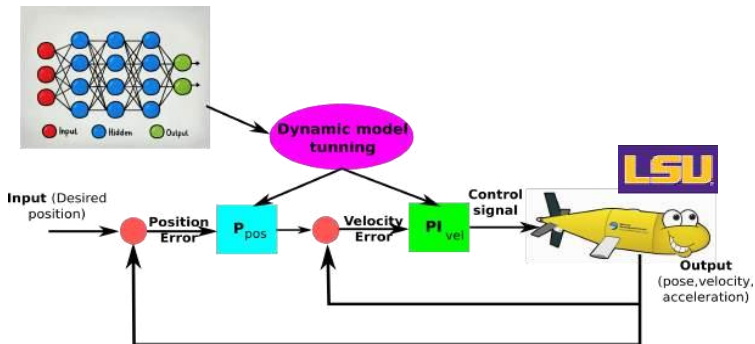 Input
Hidden
Output
Dynamic model
tunning
LSU
Input (Desired
position)
Position
Error
P pos
Velocity
Error
PI vel
Control
signal
Output
(pose,velocity,
acceleration)